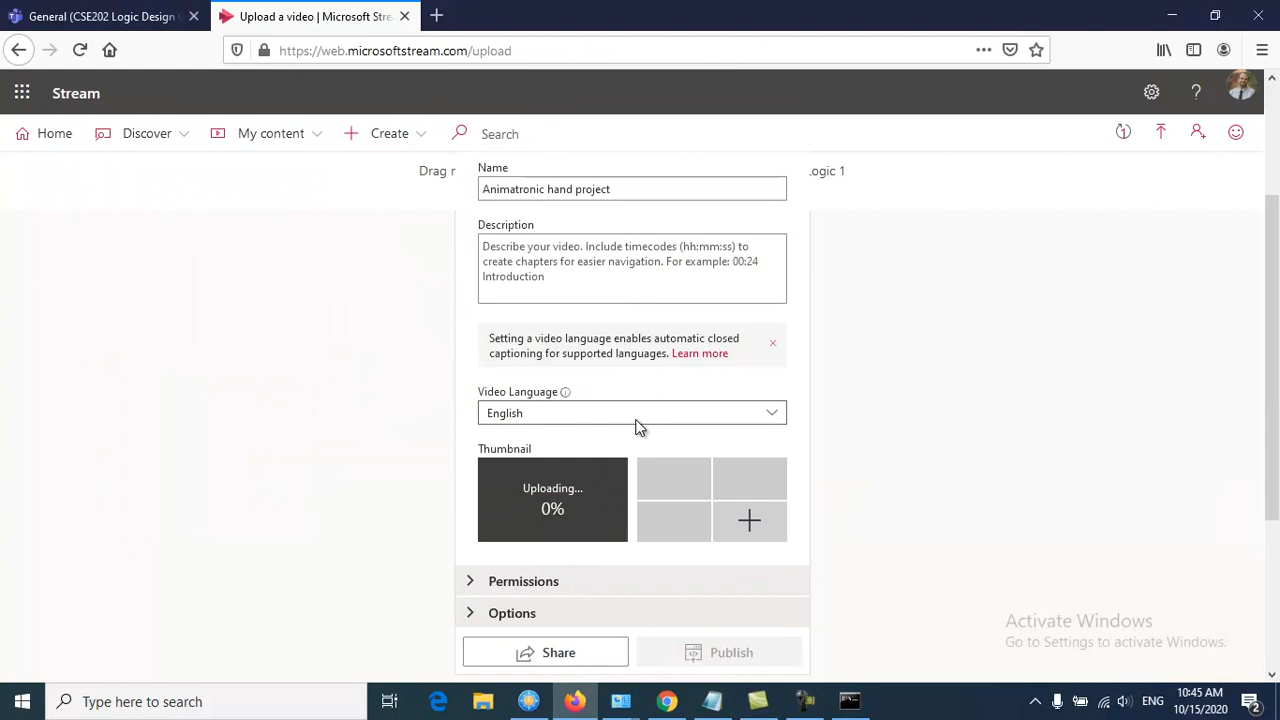 General (CSE202 Logic Design
Upload a video | Microsoft Stre
https://web.microsoftstream.com/upload
Stream
Home
Discover
My content
Create
Search
Name
Drag
ogic 1
Animatronic hand project
Description
Describe your video. Include timecodes (hh:mm:ss) to
create chapters for easier navigation. For example: 00:24
Introduction
Setting a video language enables automatic closed
captioning for supported languages. Learn more
Video Language
English
Thumbnail
Uploading...
0%
Permissions
Options
Share
Publish
Activate Windows
Go to Settings to activate Windows.
Type here to search
ENG
10:45 AM
10/15/2020
2